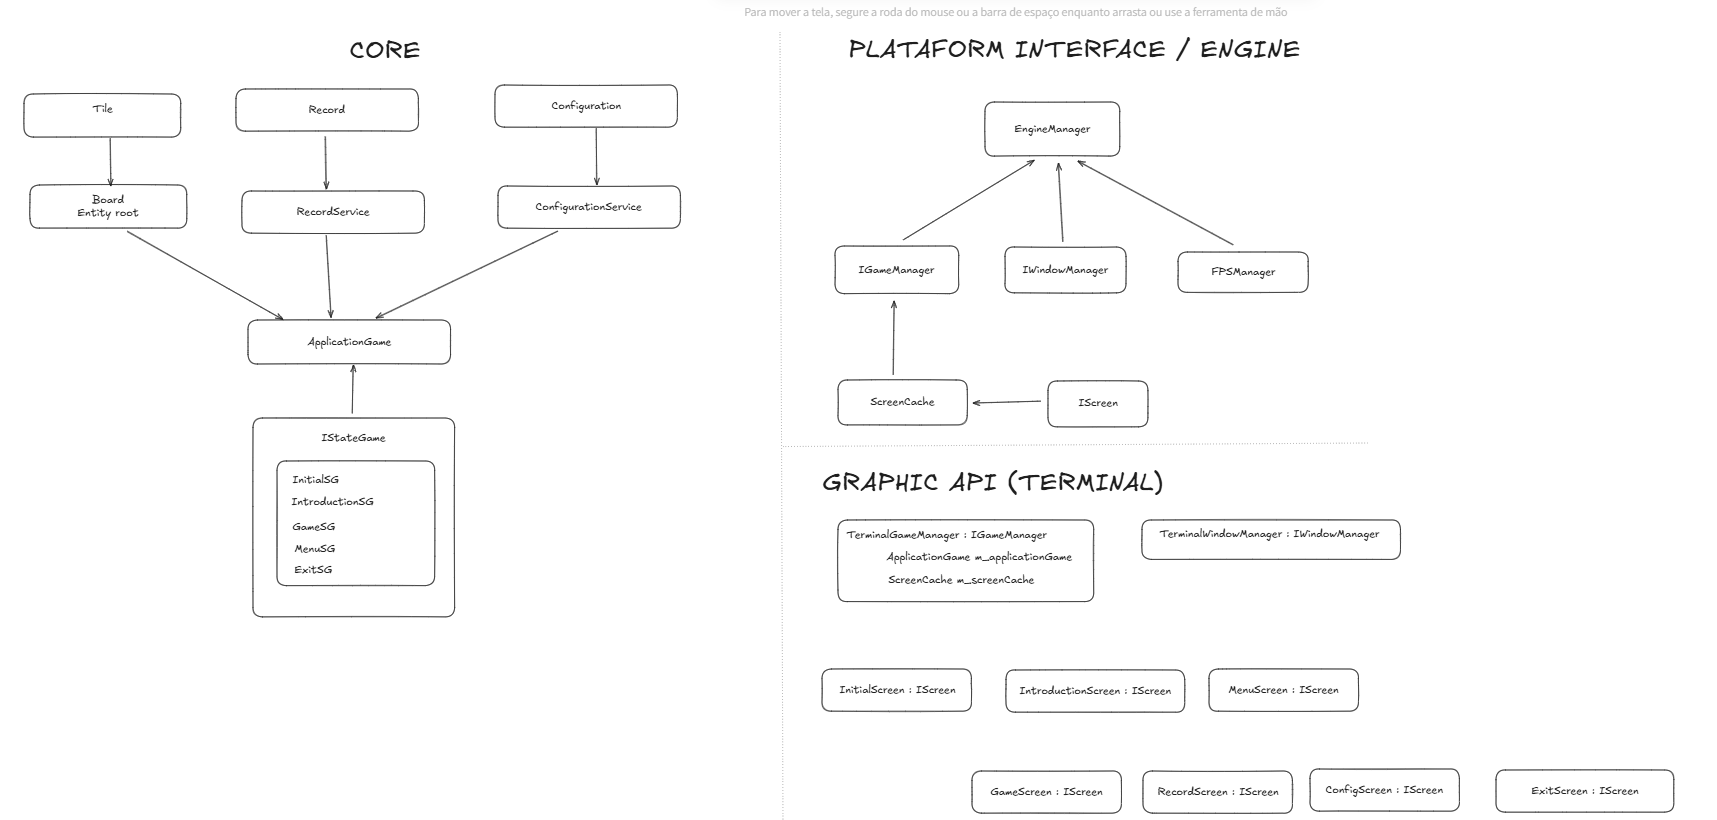 Para mover a tela, segure a roda do mouse ou a barra de espaço enquanto arrasta ou use a ferramenta de mão
CORE
Tile
Record
Configuration
Board
Entity root
RecordService
ConfigurationService
ApplicationGame
IStateGame
InitialSG
IntroductionSG
GameSG
MenuSG
ExitSG
PLATAFORM INTERFACE / ENGINE
EngineManager
IGameManager
IWindowManager
FPSManager
ScreenCache
IScreen
GRAPHIC API (TERMINAL)
TerminalGameManager : IGameManager
ApplicationGame m_applicationGame
ScreenCache m_screenCache
TerminalWindowManager : IWindowManager
InitialScreen : IScreen
IntroductionScreen : IScreen
MenuScreen : IScreen
GameScreen : IScreen
RecordScreen : IScreen
ConfigScreen : IScreen
ExitScreen : IScreen